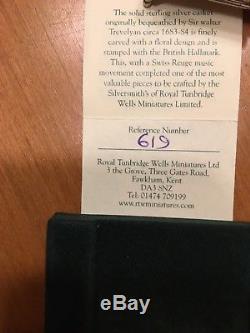 The solid sterling silver casket
originally bequeathed by Sir walter
Trevelyan circa 1683-84 is finely
carved with a floral design and is
stamped with the British Hallmark.
This, with a Swiss Reuge music
movement completed one of the most
valuable pieces to be crafted by the
Silversmith's of Royal Tunbridge
Wells Miniatures Limited.
Reference Number
619
Royal Tunbridge Wells Miniatures Ltd
3 the Grove, Three Gates Road,
Fawkham, Kent
DA3 8NZ
Tel: 01474 709199
www.rtwminiatures.com